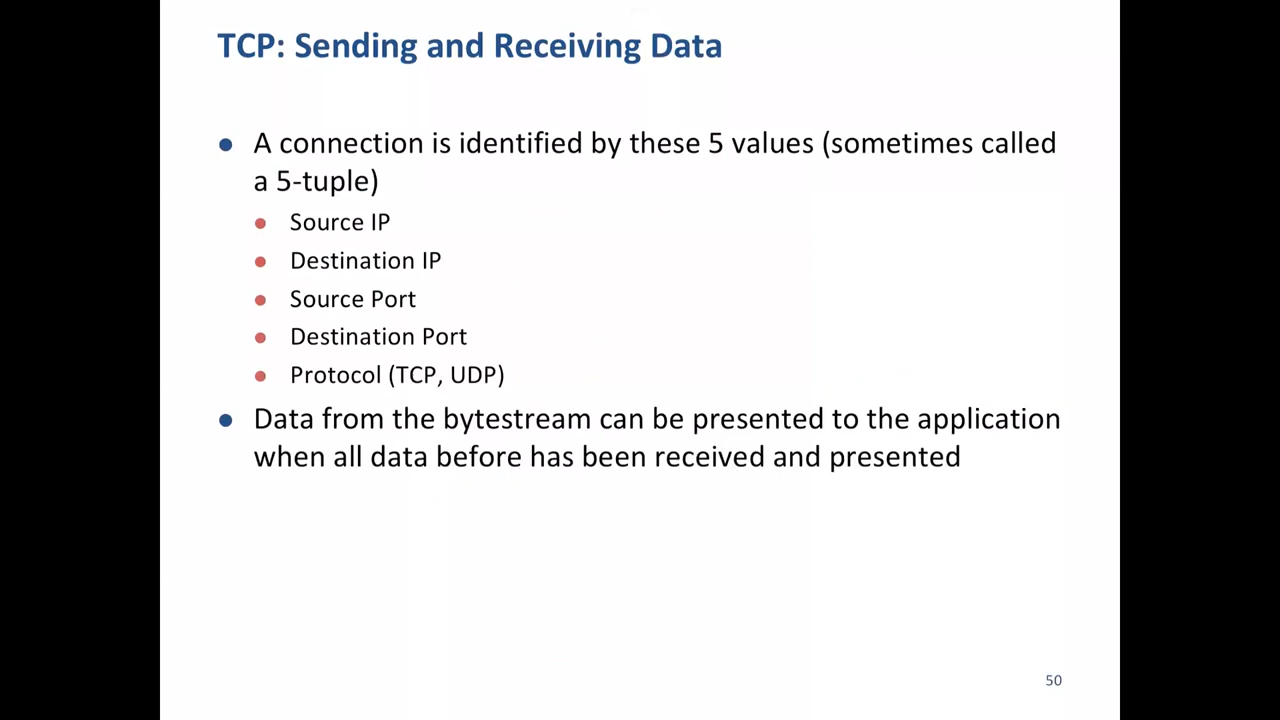 TCP: Sending and Receiving Data
● A connection is identified by these 5 values (sometimes called
a 5-tuple)
● Source IP
● Destination IP
● Source Port
● Destination Port
● Protocol (TCP, UDP)
● Data from the bytestream can be presented to the application
when all data before has been received and presented
50